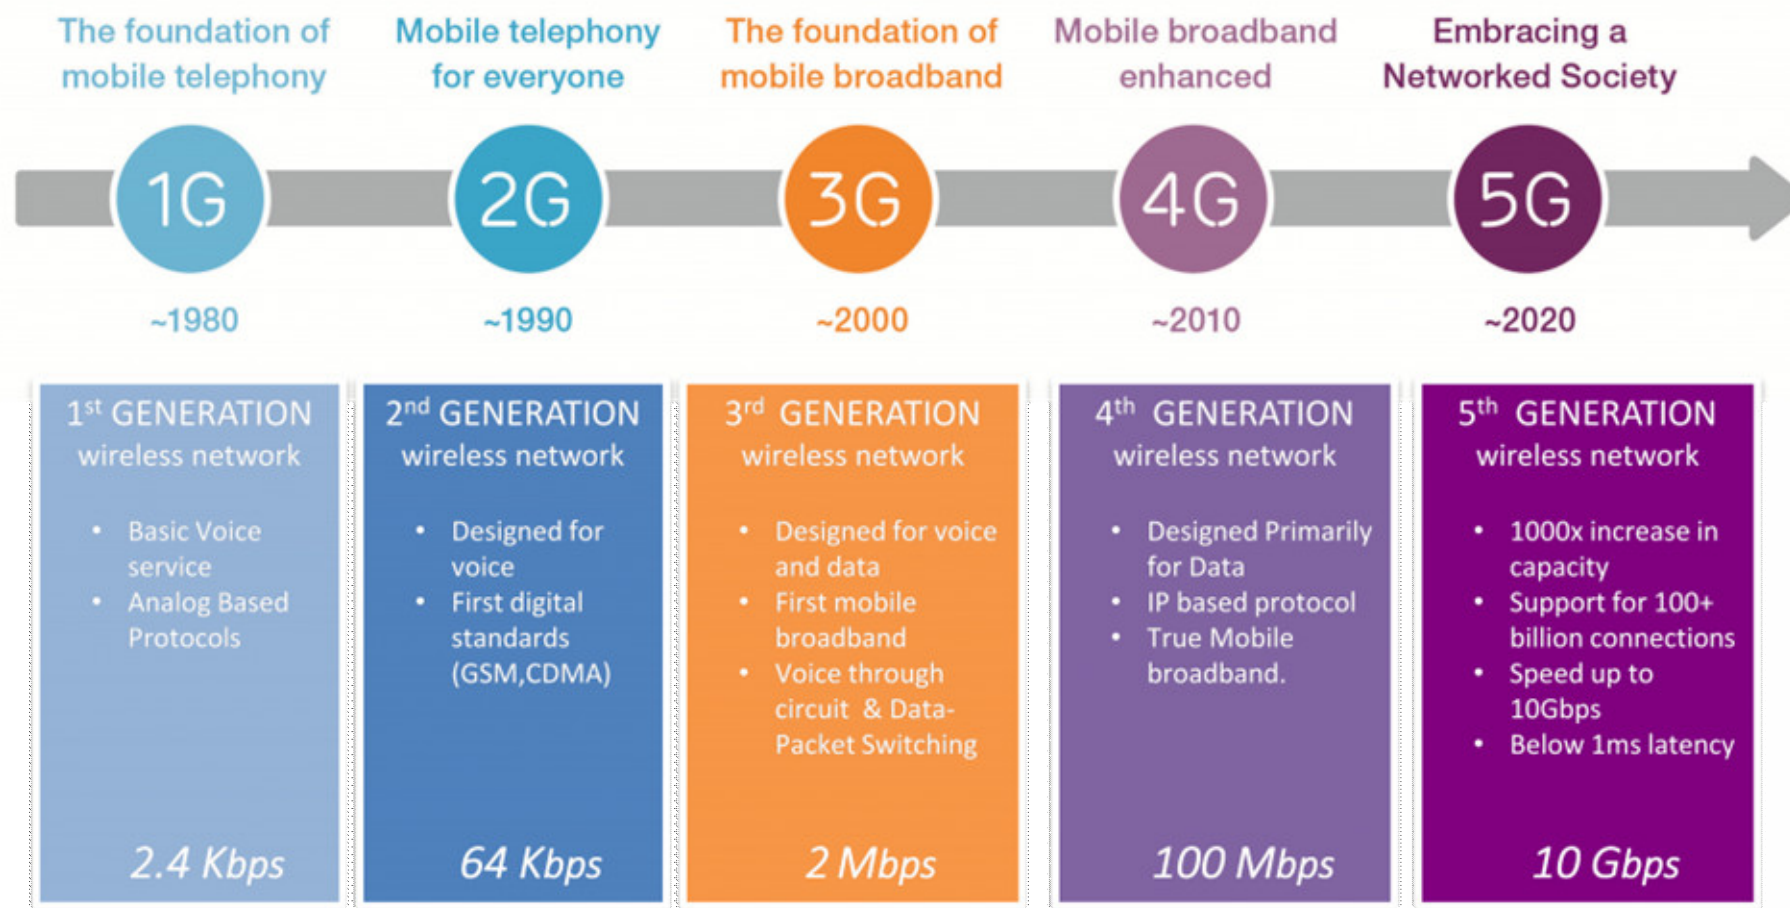 The foundation of
mobile telephony
Mobile telephony
for everyone
The foundation of
mobile broadband
Mobile broadband
enhanced
Embracing a
Networked Society
1G
2G
3G
4G
5G
~1980
~1990
~2000
~2010
~2020
1st GENERATION
wireless network
• Basic Voice
service
• Analog Based
Protocols
2.4 Kbps
2nd GENERATION
wireless network
• Designed for
voice
• First digital
standards
(GSM,CDMA)
64 Kbps
3rd GENERATION
wireless network
• Designed for voice
and data
• First mobile
broadband
• Voice through
circuit & Data-
Packet Switching
2 Mbps
4th GENERATION
wireless network
• Designed Primarily
for Data
• IP based protocol
• True Mobile
broadband.
100 Mbps
5th GENERATION
wireless network
• 1000x increase in
capacity
• Support for 100+
billion connections
• Speed up to
10Gbps
• Below 1ms latency
10 Gbps